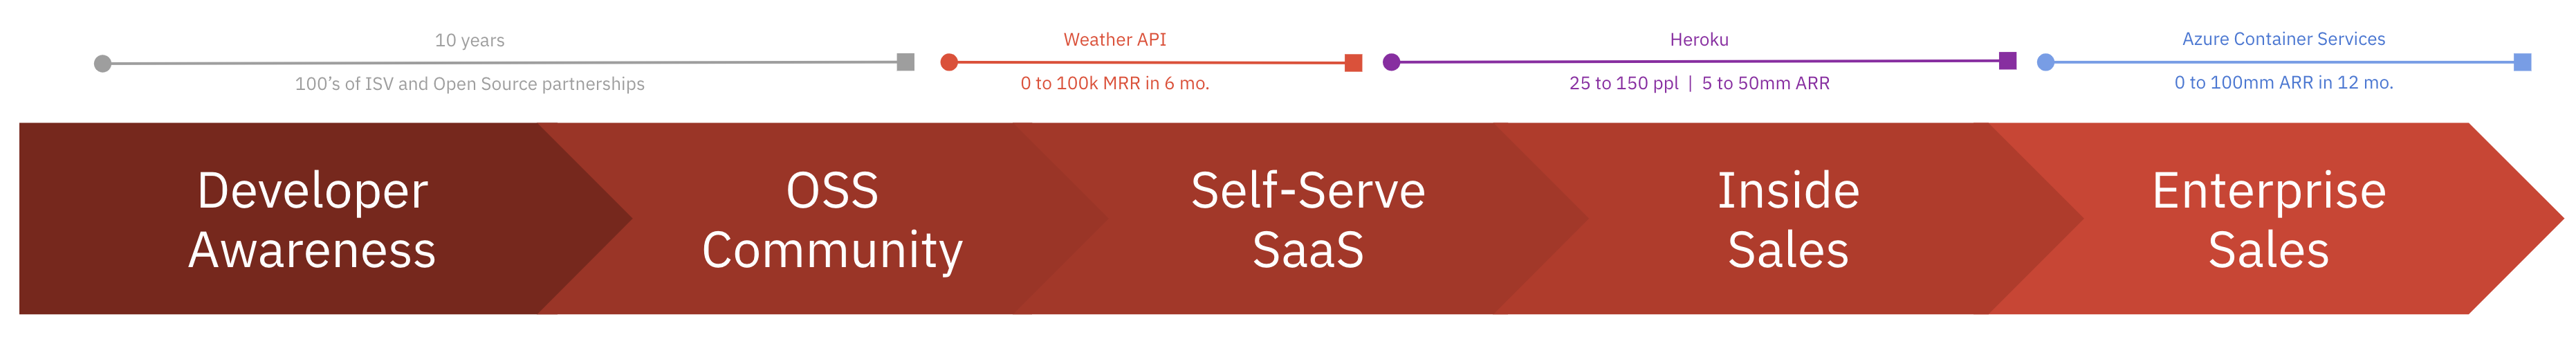 10 years
100’s of ISV and Open Source partnerships
Weather API
0 to 100k MRR in 6 mo.
Heroku
25 to 150 ppl | 5 to 50mm ARR
Azure Container Services
0 to 100mm ARR in 12 mo.
Developer
Awareness
OSS
Community
Self-Serve
SaaS
Inside
Sales
Enterprise
Sales